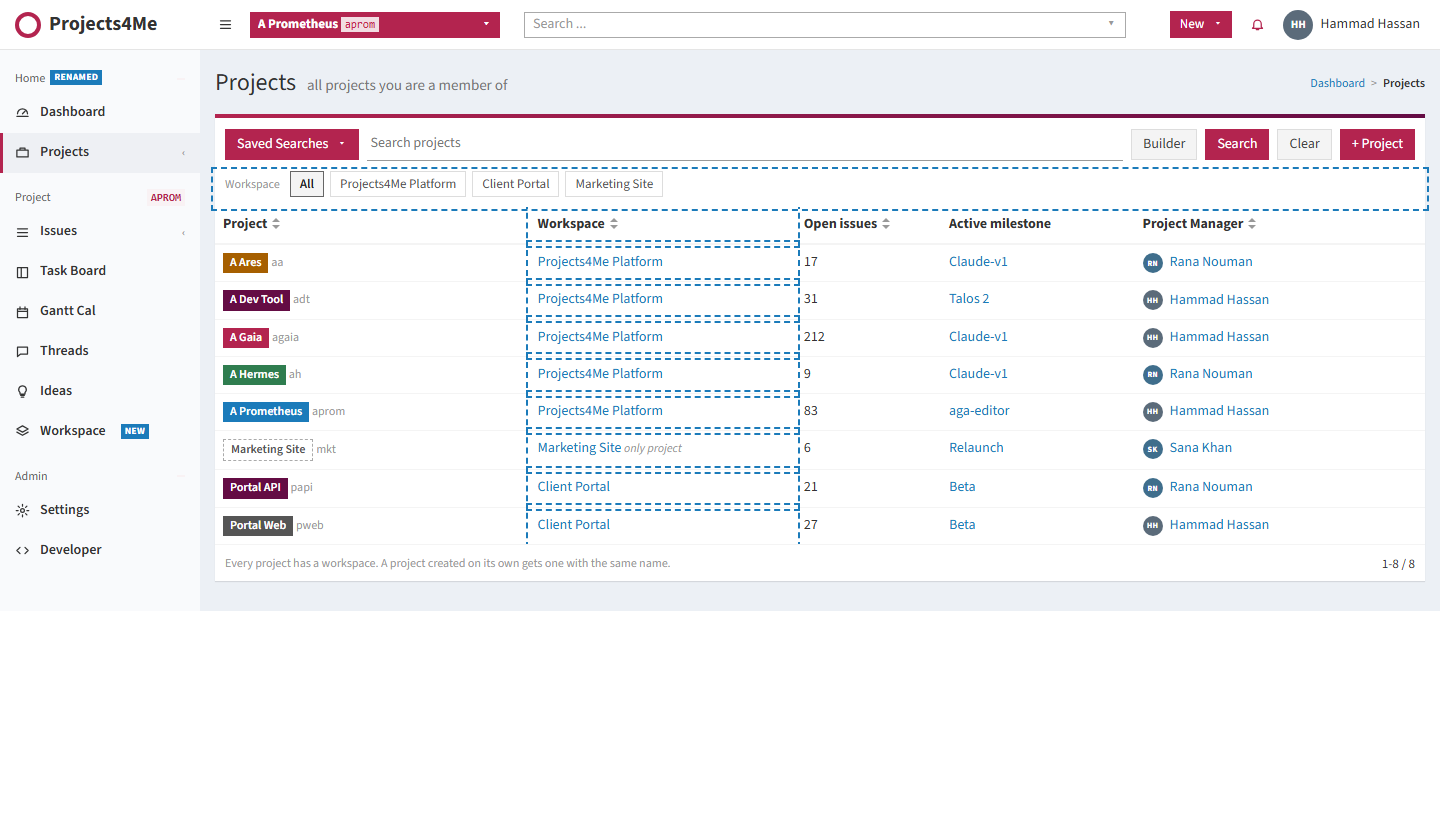 Projects4Me
A Prometheus aprom
Search ...
New
HH Hammad Hassan
Home RENAMED
Dashboard
Projects
Project APROM
Issues
Task Board
Gantt Cal
Threads
Ideas
Workspace NEW
Admin
Settings
Developer
Projects all projects you are a member of
Dashboard > Projects
Saved Searches Search projects Builder Search Clear + Project
Workspace All Projects4Me Platform Client Portal Marketing Site
Project Workspace Open issues Active milestone Project Manager
A Ares aa Projects4Me Platform 17 Claude-v1 RN Rana Nouman
A Dev Tool adt Projects4Me Platform 31 Talos 2 HH Hammad Hassan
A Gaia agaia Projects4Me Platform 212 Claude-v1 HH Hammad Hassan
A Hermes ah Projects4Me Platform 9 Claude-v1 RN Rana Nouman
A Prometheus aprom Projects4Me Platform 83 aga-editor HH Hammad Hassan
Marketing Site mkt Marketing Site only project 6 Relaunch SK Sana Khan
Portal API papi Client Portal 21 Beta RN Rana Nouman
Portal Web pweb Client Portal 27 Beta HH Hammad Hassan
Every project has a workspace. A project created on its own gets one with the same name.
1-8 / 8